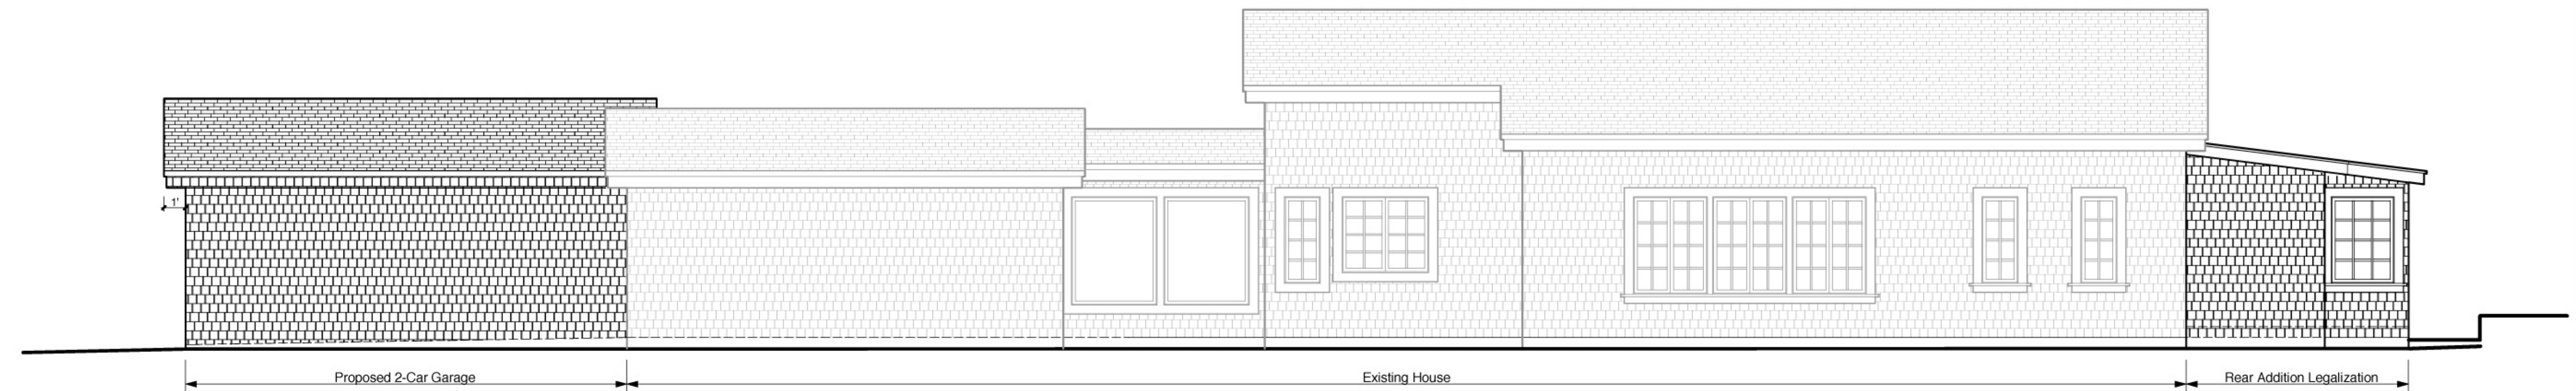 1'
Proposed 2-Car Garage
Existing House
Rear Addition Legalization